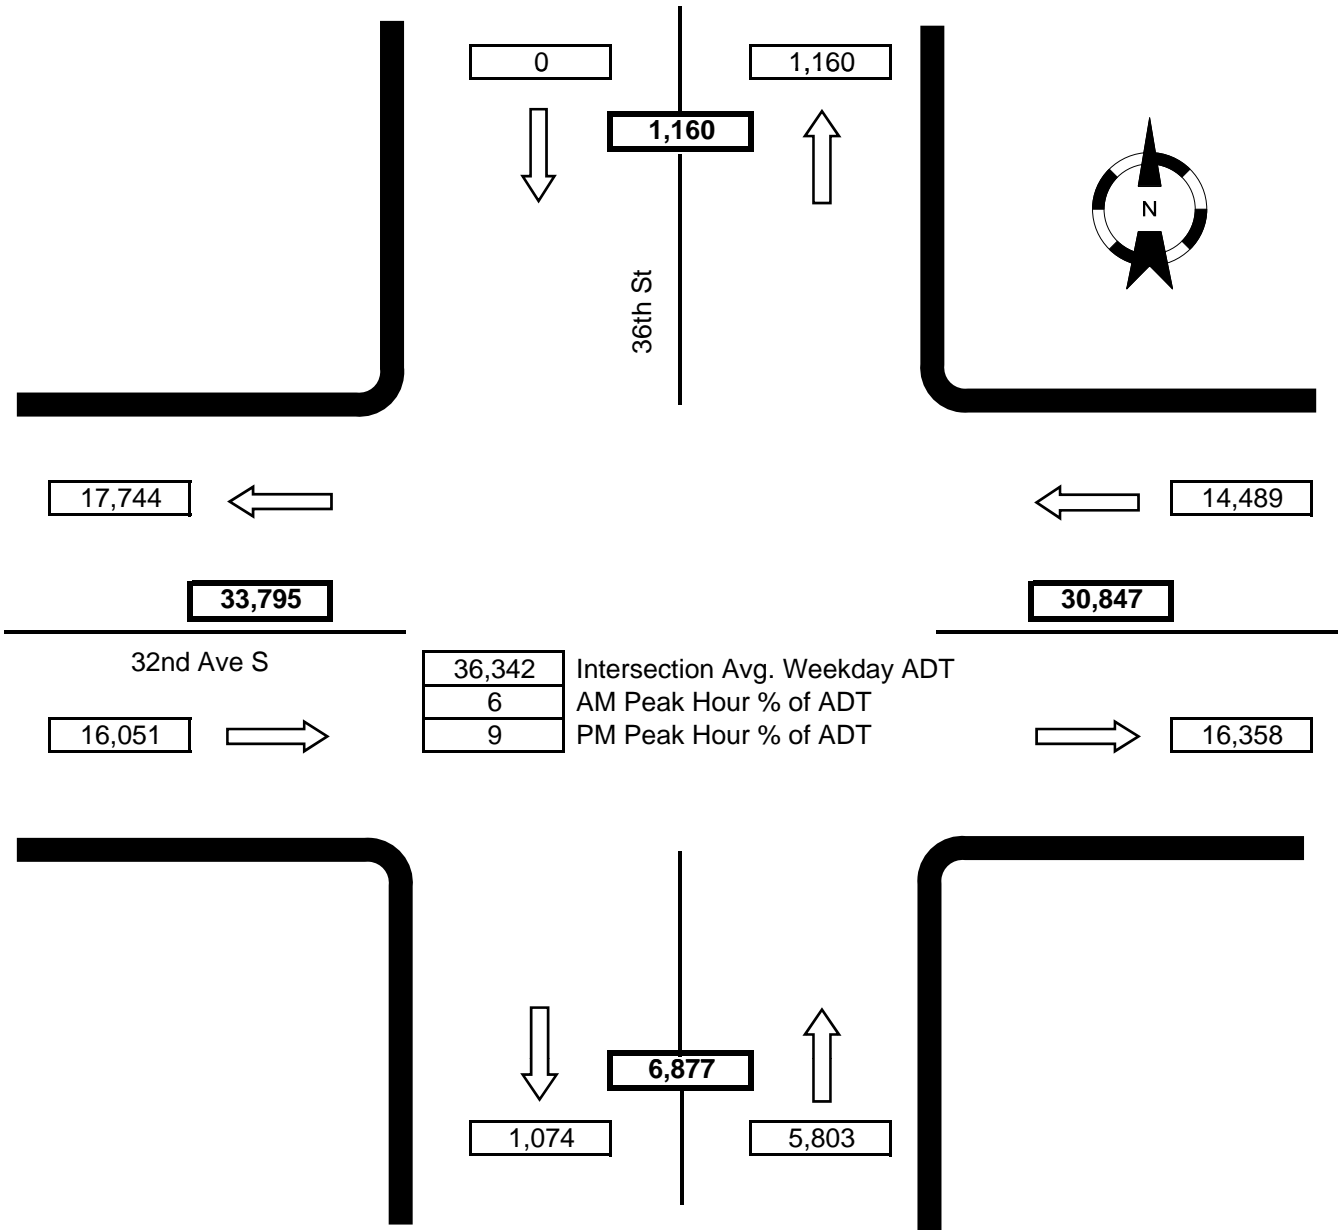 0
1,160
1,160
N
36th St
17,744
14,489
33,795
30,847
32nd Ave S
36,342 Intersection Avg. Weekday ADT
6 AM Peak Hour % of ADT
9 PM Peak Hour % of ADT
16,051
16,358
6,877
1,074
5,803